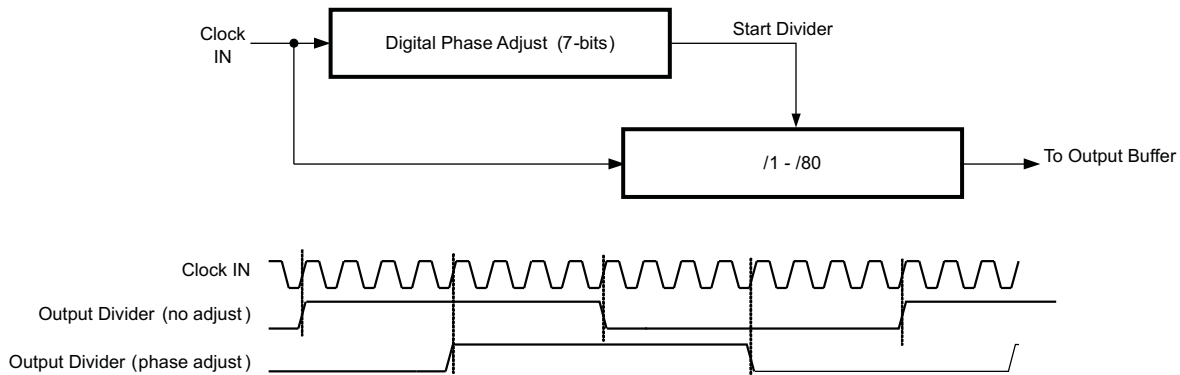 Clock
IN
Digital Phase Adjust (7-bits)
Start Divider
/1 - /80
To Output Buffer
Clock IN
Output Divider (no adjust)
Output Divider (phase adjust)